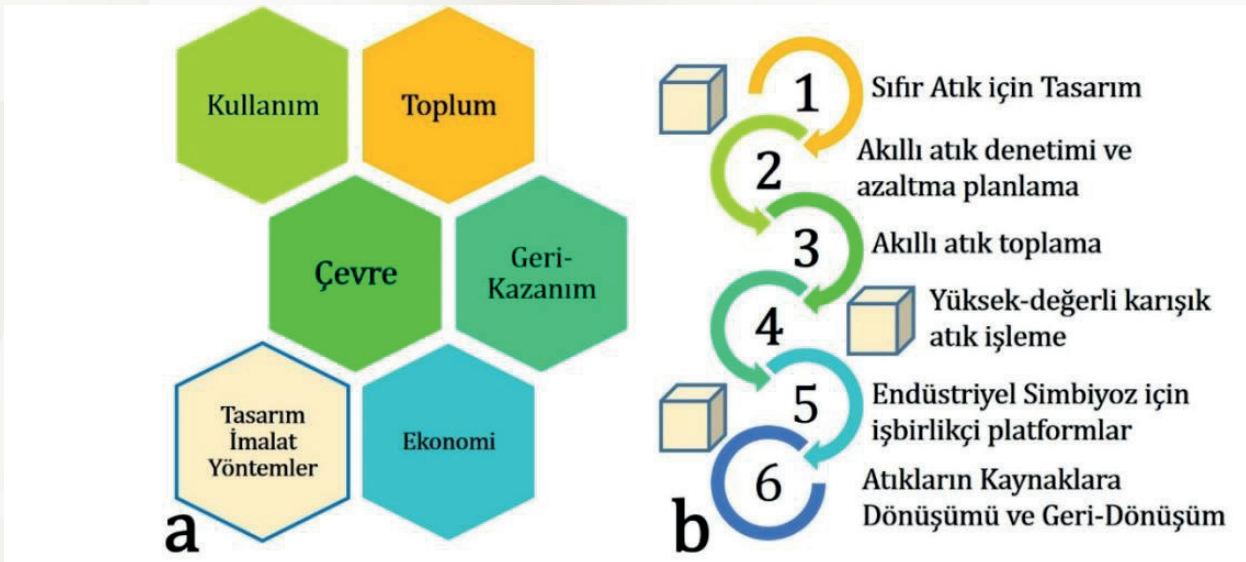 Kullanım
Toplum
Çevre
Geri-
Kazanım
Tasarım
İmalat
Yöntemler
Ekonomi
a
1
Sıfır Atık için Tasarım
2
Akıllı atık denetimi ve
azaltma planlama
3
Akıllı atık toplama
4
Yüksek-değerli karışık
atık işleme
5
Endüstriyel Simbiyoz için
işbirlikçi platformlar
6
Atıkların Kaynaklara
Dönüşümü ve Geri-Dönüşüm
b